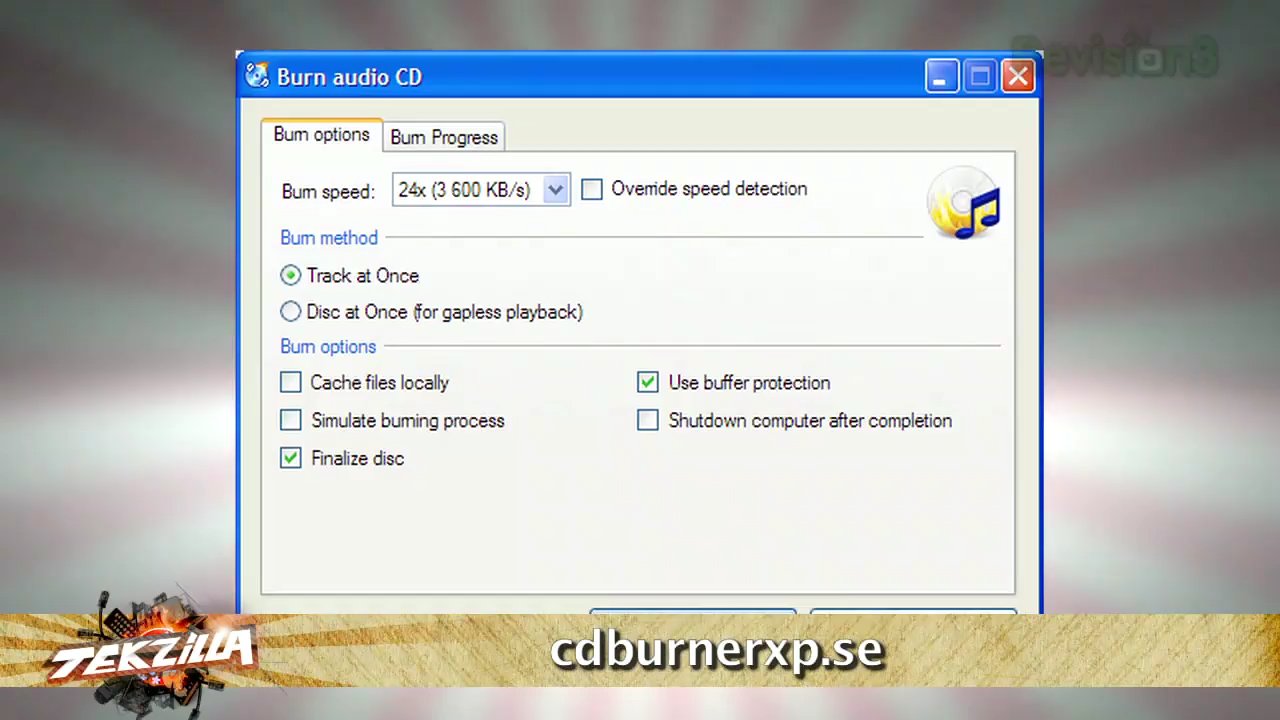 Revision3
Burn audio CD
Burn options
Burn Progress
Burn speed:
24x (3 600 KB/s)
Override speed detection
Burn method
Track at Once
Disc at Once (for gapless playback)
Burn options
Cache files locally
Use buffer protection
Simulate burning process
Shutdown computer after completion
Finalize disc
TEKZILLA
cdburnerxp.se